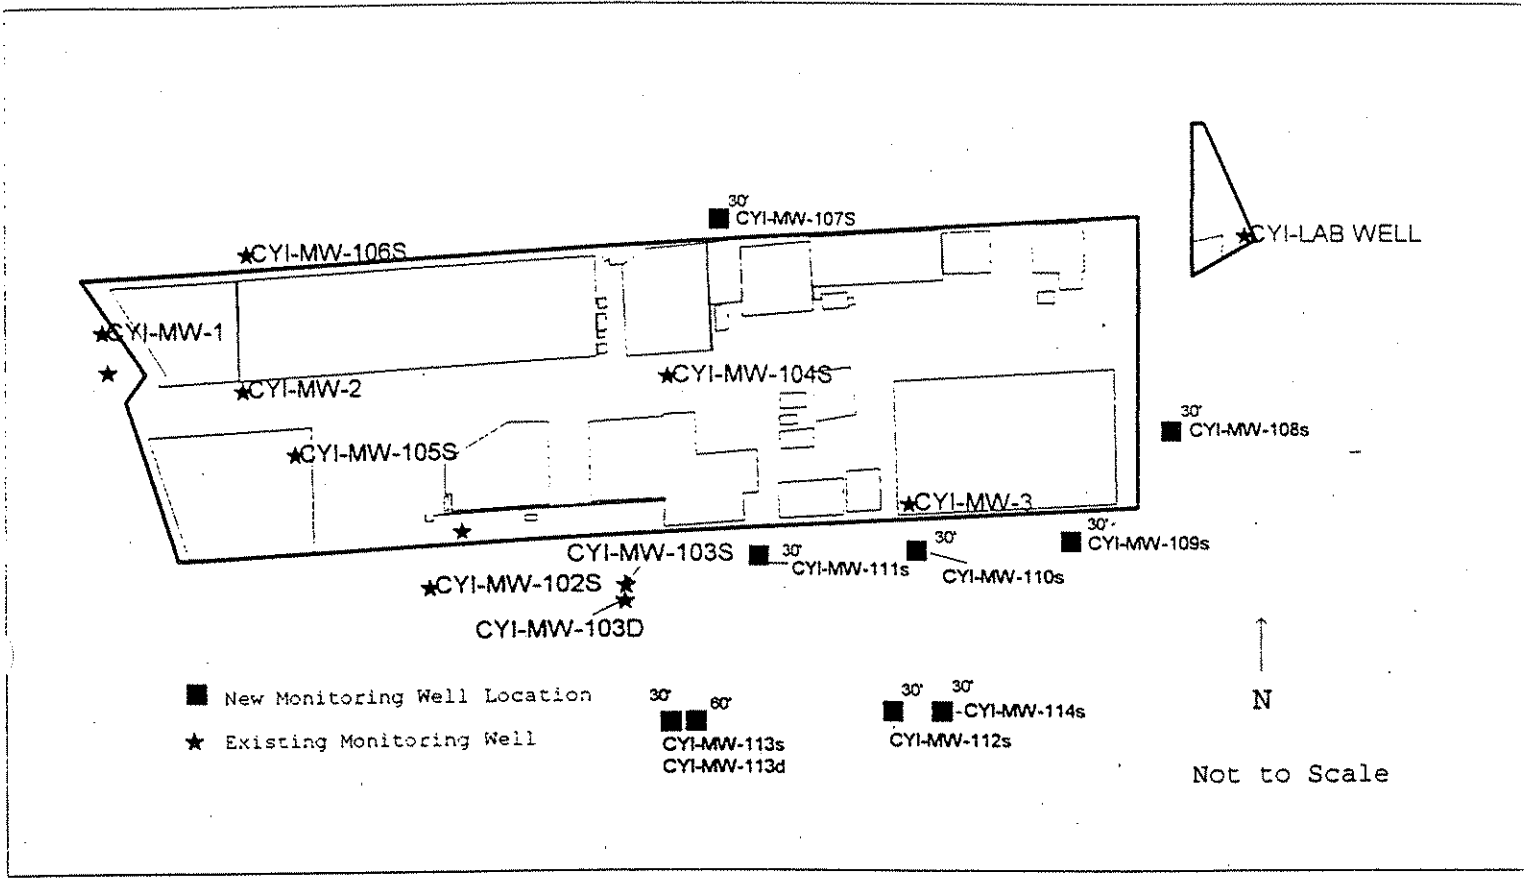 30'
CYI-MW-107S
CYI-LAB WELL
CYI-MW-106S
CYI-MW-1
CYI-MW-104S
CYI-MW-2
30'
CYI-MW-108s
CYI-MW-105S
CYI-MW-3
30'
CYI-MW-109s
30'
CYI-MW-110s
30'
CYI-MW-111s
CYI-MW-103S
CYI-MW-102S
CYI-MW-103D
New Monitoring Well Location
Existing Monitoring Well
30' 60'
CYI-MW-113s
CYI-MW-113d
30' 30'
CYI-MW-114s
CYI-MW-112s
N
Not to Scale